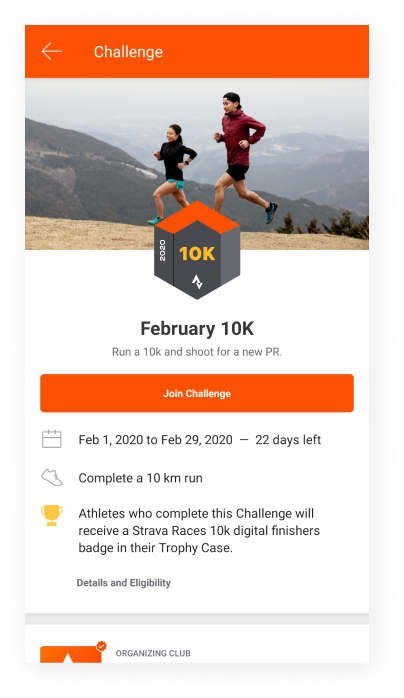 Challenge
2020
10K
February 10K
Run a 10k and shoot for a new PR.
Join Challenge
Feb 1, 2020 to Feb 29, 2020 — 22 days left
Complete a 10 km run
Athletes who complete this Challenge will
receive a Strava Races 10k digital finishers
badge in their Trophy Case.
Details and Eligibility
ORGANIZING CLUB